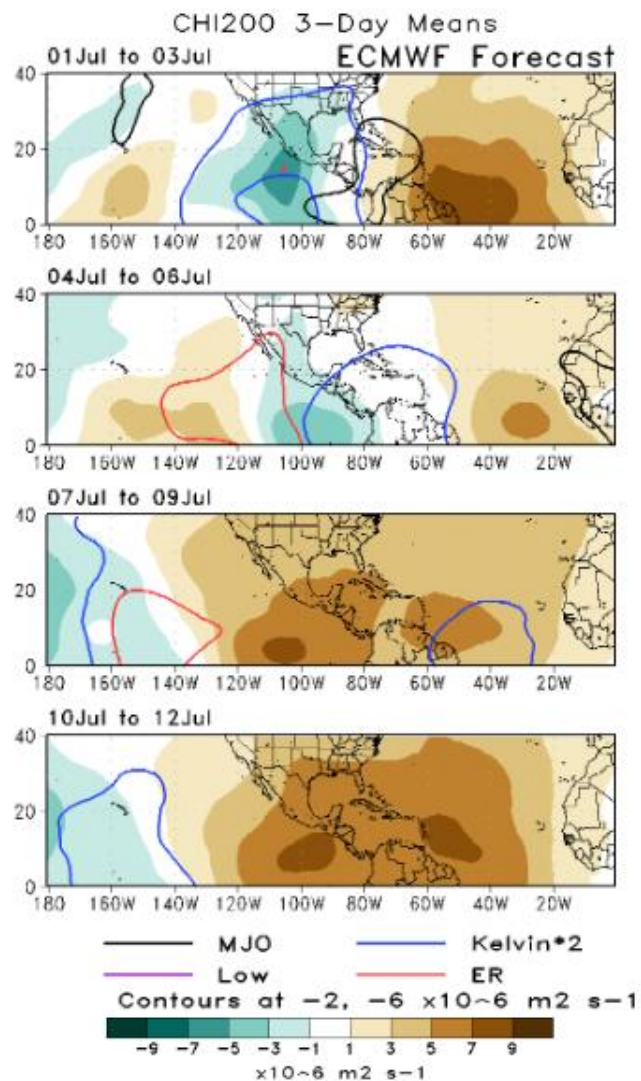 CHI200 3-Day Means
01Jul to 03Jul ECMWF Forecast
40
20
0
180 160W 140W 120W 100W 80W 60W 40W 20W
04Jul to 06Jul
40
20
0
180 160W 140W 120W 100W 80W 60W 40W 20W
07Jul to 09Jul
40
20
0
180 160W 140W 120W 100W 80W 60W 40W 20W
10Jul to 12Jul
40
20
0
180 160W 140W 120W 100W 80W 60W 40W 20W
MJO Kelvin*2
Low ER
Contours at -2, -6 x10~6 m2 s-1
-9 -7 -5 -3 -1 1 3 5 7 9
x10~6 m2 s-1